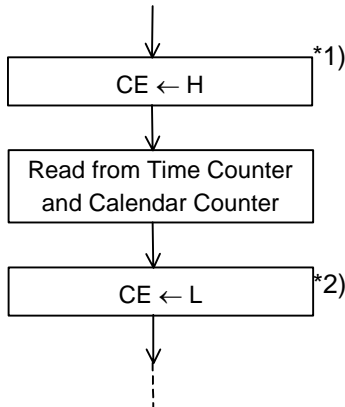 *1)
CE ← H
Read from Time Counter
and Calendar Counter
*2)
CE ← L